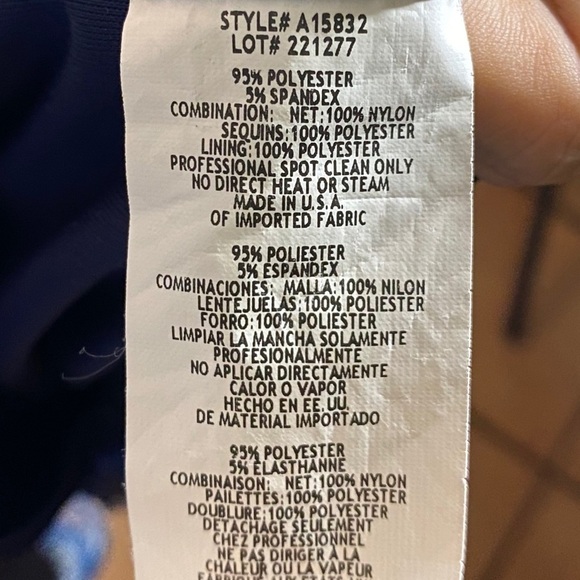 STYLE# A15832
LOT# 221277
95% POLYESTER
5% SPANDEX
COMBINATION: NET:100% NYLON
SEQUINS:100% POLYESTER
LINING:100% POLYESTER
PROFESSIONAL SPOT CLEAN ONLY
NO DIRECT HEAT OR STEAM
MADE IN U.S.A.
OF IMPORTED FABRIC
95% POLIESTER
5% ESPANDEX
COMBINACIONES: MALLA:100% NILON
LENTEJUELAS:100% POLIESTER
FORRO:100% POLIESTER
LIMPIAR LA MANCHA SOLAMENTE
PROFESIONALMENTE
NO APLICAR DIRECTAMENTE
CALOR O VAPOR
HECHO EN EE.UU.
DE MATERIAL IMPORTADO
95% POLYESTER
5% ELASTHANNE
COMBINAISON: NET:100% NYLON
PAILETTES:100% POLYESTER
DOUBLURE:100% POLYESTER
DETACHAGE SEULEMENT
CHEZ PROFESSIONNEL
NE PAS DIRIGER À LA
CHALEUR OU LA VAPEUR